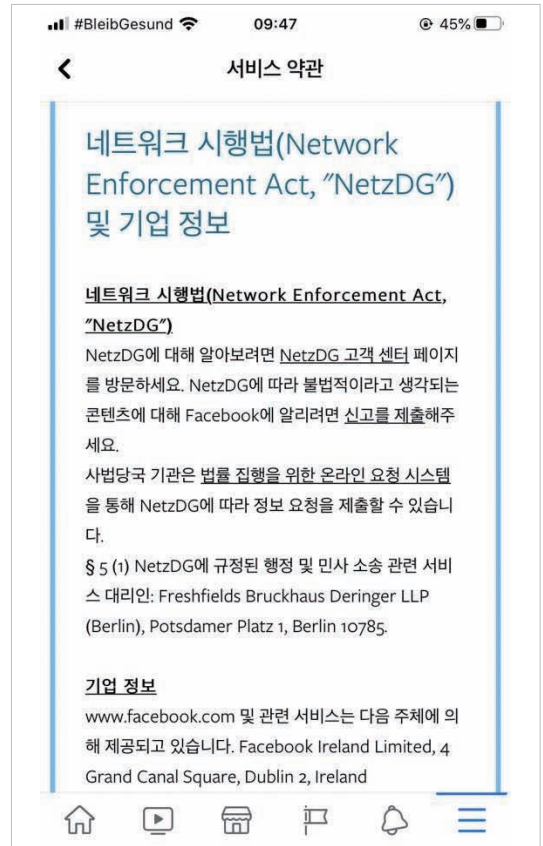 #BleibGesund 09:47 45%
서비스 약관
네트워크 시행법(Network
Enforcement Act, "NetzDG")
및 기업 정보
네트워크 시행법(Network Enforcement Act,
"NetzDG")
NetzDG에 대해 알아보려면 NetzDG 고객 센터 페이지
를 방문하세요. NetzDG에 따라 불법적이라고 생각되는
콘텐츠에 대해 Facebook에 알리려면 신고를 제출해주
세요.
사법당국 기관은 법률 집행을 위한 온라인 요청 시스템
을 통해 NetzDG에 따라 정보 요청을 제출할 수 있습니
다.
§ 5 (1) NetzDG에 규정된 행정 및 민사 소송 관련 서비
스 대리인: Freshfields Bruckhaus Deringer LLP
(Berlin), Potsdamer Platz 1, Berlin 10785.
기업 정보
www.facebook.com 및 관련 서비스는 다음 주체에 의
해 제공되고 있습니다. Facebook Ireland Limited, 4
Grand Canal Square, Dublin 2, Ireland